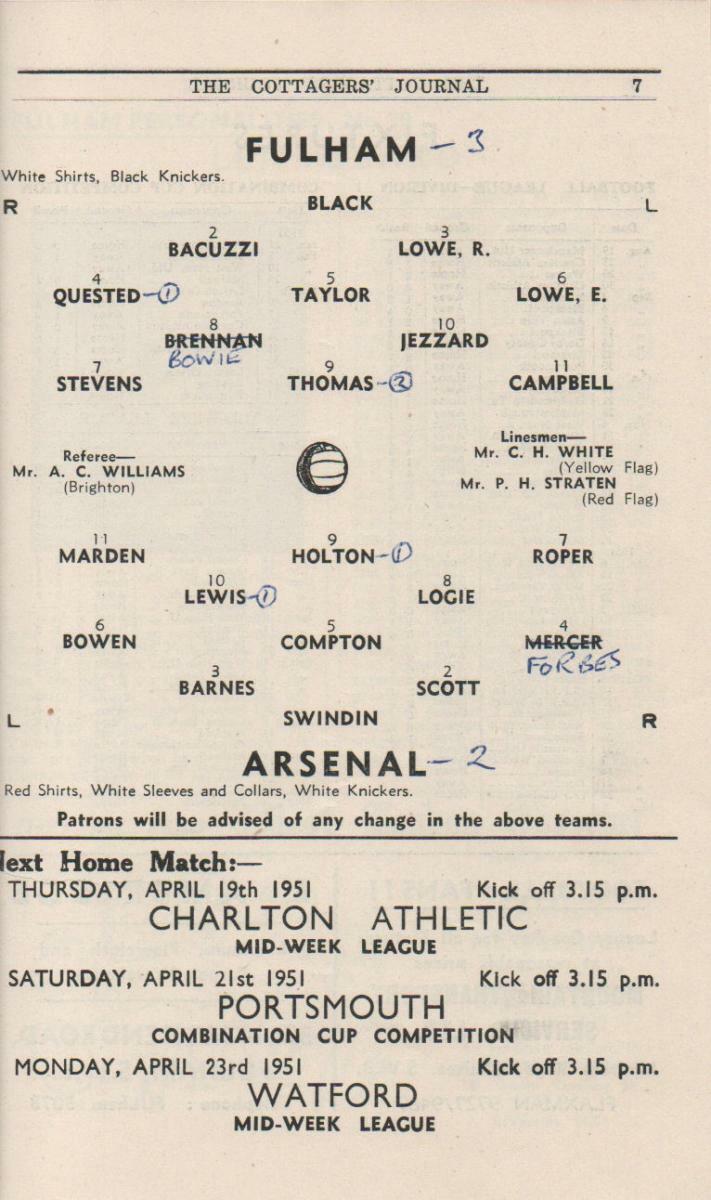 THE COTTAGERS' JOURNAL 7
FULHAM - 3
White Shirts, Black Knickers.
R BLACK L
2 3
BACUZZI LOWE, R.
4 5 6
QUESTED - 1 TAYLOR LOWE, E.
8 10
BRENNAN JEZZARD
BOWIE
7 9 11
STEVENS THOMAS - 2 CAMPBELL
Referee— Linesmen—
Mr. A. C. WILLIAMS Mr. C. H. WHITE
(Brighton) (Yellow Flag)
Mr. P. H. STRATEN
(Red Flag)
11 9 7
MARDEN HOLTON - 1 ROPER
10 8
LEWIS - 1 LOGIE
6 5 4
BOWEN COMPTON MERCER
FORBES
3 2
BARNES SCOTT
L SWINDIN R
ARSENAL - 2
Red Shirts, White Sleeves and Collars, White Knickers.
Patrons will be advised of any change in the above teams.
Next Home Match:—
THURSDAY, APRIL 19th 1951 Kick off 3.15 p.m.
CHARLTON ATHLETIC
MID-WEEK LEAGUE
SATURDAY, APRIL 21st 1951 Kick off 3.15 p.m.
PORTSMOUTH
COMBINATION CUP COMPETITION
MONDAY, APRIL 23rd 1951 Kick off 3.15 p.m.
WATFORD
MID-WEEK LEAGUE